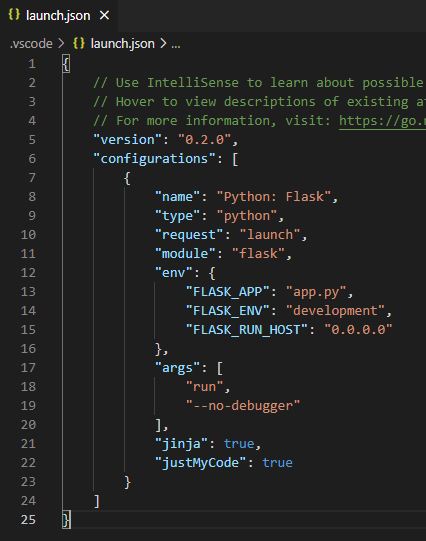 launch.json
.vscode > launch.json > ...
1 {
2 // Use IntelliSense to learn about possible
3 // Hover to view descriptions of existing
4 // For more information, visit: https://go.
5 "version": "0.2.0",
6 "configurations": [
7 {
8 "name": "Python: Flask",
9 "type": "python",
10 "request": "launch",
11 "module": "flask",
12 "env": {
13 "FLASK_APP": "app.py",
14 "FLASK_ENV": "development",
15 "FLASK_RUN_HOST": "0.0.0.0"
16 },
17 "args": [
18 "run",
19 "--no-debugger"
20 ],
21 "jinja": true,
22 "justMyCode": true
23 }
24 ]
25 }